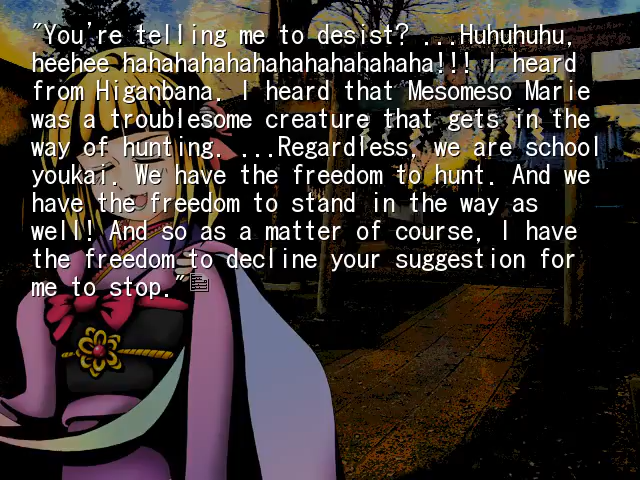 "You're telling me to desist? ...Huhuhuhu,
heehee hahahahahahahahahahahaha!!! I heard
from Higanbana. I heard that Mesomeso Marie
was a troublesome creature that gets in the
way of hunting. ...Regardless, we are school
youkai. We have the freedom to hunt. And we
have the freedom to stand in the way as
well! And so as a matter of course, I have
the freedom to decline your suggestion for
me to stop."